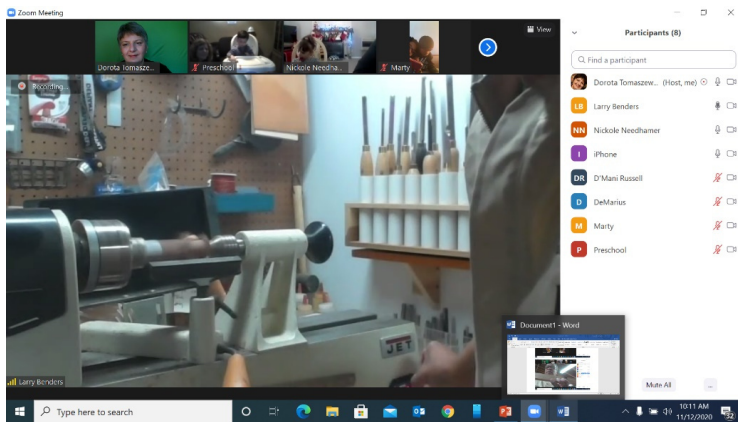 Zoom Meeting
View
Dorota Tomasze...
Preschool
Nickole Needha...
Marty
Recording...
JET
Larry Benders
Participants (8)
Find a participant
Dorota Tomaszew... (Host, me)
LB Larry Benders
NN Nickole Needhamer
I iPhone
DR D'Mani Russell
D DeMarius
M Marty
P Preschool
Document1 - Word
Mute All
...
Type here to search
10:11 AM
11/12/2020
32